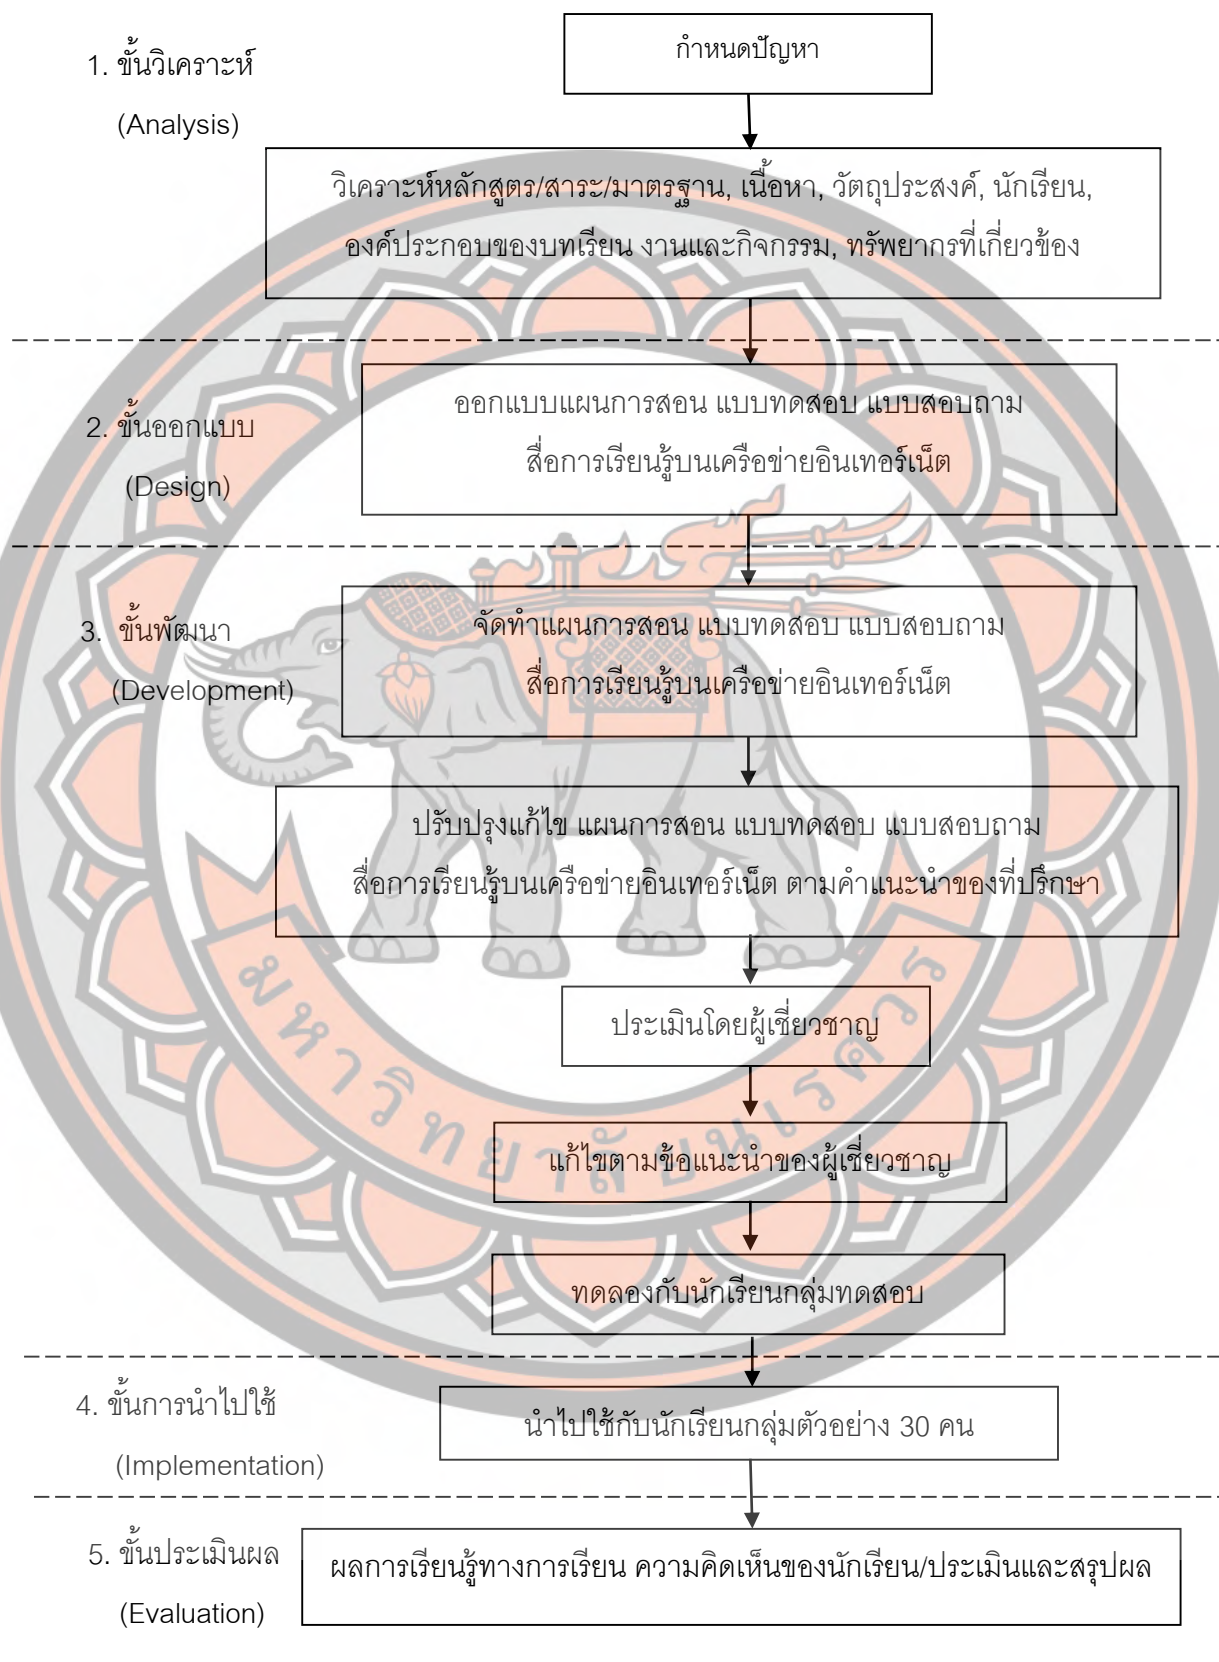 1. ขั้นวิเคราะห์
(Analysis)
กำหนดปัญหา
วิเคราะห์หลักสูตร/สาระ/มาตรฐาน, เนื้อหา, วัตถุประสงค์, นักเรียน,
องค์ประกอบของบทเรียน งานและกิจกรรม, ทรัพยากรที่เกี่ยวข้อง
2. ขั้นออกแบบ
(Design)
ออกแบบแผนการสอน แบบทดสอบ แบบสอบถาม
สื่อการเรียนรู้บนเครือข่ายอินเทอร์เน็ต
3. ขั้นพัฒนา
(Development)
จัดทำแผนการสอน แบบทดสอบ แบบสอบถาม
สื่อการเรียนรู้บนเครือข่ายอินเทอร์เน็ต
ปรับปรุงแก้ไข แผนการสอน แบบทดสอบ แบบสอบถาม
สื่อการเรียนรู้บนเครือข่ายอินเทอร์เน็ต ตามคำแนะนำของที่ปรึกษา
ประเมินโดยผู้เชี่ยวชาญ
แก้ไขตามข้อแนะนำของผู้เชี่ยวชาญ
ทดลองกับนักเรียนกลุ่มทดสอบ
มหาวิทยาลัยนเรศวร
4. ขั้นการนำไปใช้
(Implementation)
นำไปใช้กับนักเรียนกลุ่มตัวอย่าง 30 คน
5. ขั้นประเมินผล
(Evaluation)
ผลการเรียนรู้ทางการเรียน ความคิดเห็นของนักเรียน/ประเมินและสรุปผล